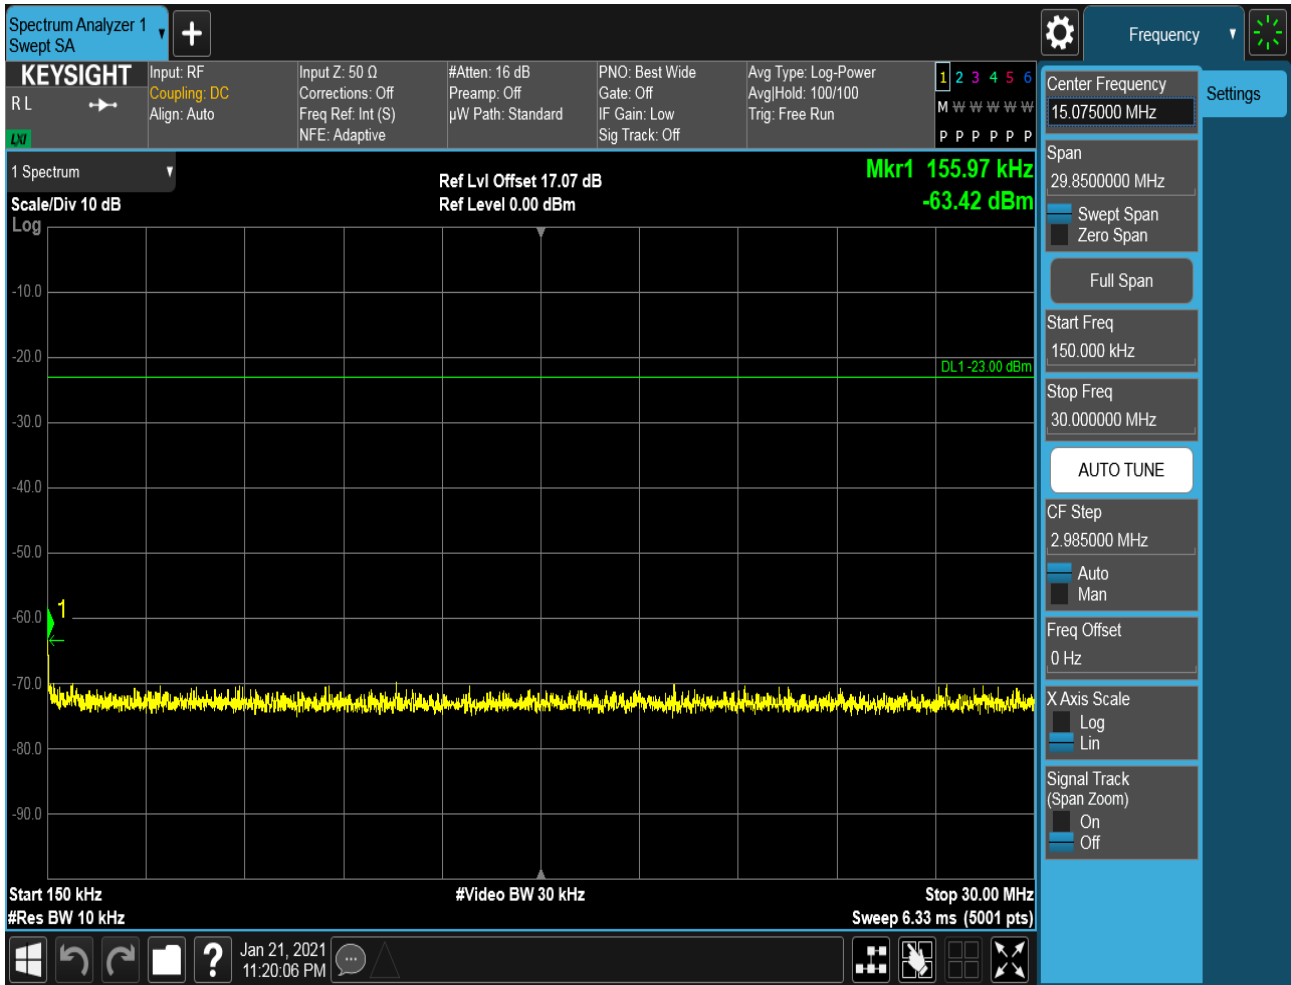 Spectrum Analyzer 1
Swept SA
Frequency
KEYSIGHT
R L
LXI
Input: RF
Coupling: DC
Align: Auto
Input Z: 50 Ω
Corrections: Off
Freq Ref: Int (S)
NFE: Adaptive
#Atten: 16 dB
Preamp: Off
µW Path: Standard
PNO: Best Wide
Gate: Off
IF Gain: Low
Sig Track: Off
Avg Type: Log-Power
Avg|Hold: 100/100
Trig: Free Run
1 2 3 4 5 6
M W W W W W
P P P P P P
1 Spectrum
Scale/Div 10 dB
Log
Ref Lvl Offset 17.07 dB
Ref Level 0.00 dBm
Mkr1 155.97 kHz
-63.42 dBm
-10.0
-20.0
DL1 -23.00 dBm
-30.0
-40.0
-50.0
-60.0
1
-70.0
-80.0
-90.0
Start 150 kHz
#Video BW 30 kHz
Stop 30.00 MHz
#Res BW 10 kHz
Sweep 6.33 ms (5001 pts)
?
Jan 21, 2021
11:20:06 PM
Center Frequency
15.075000 MHz
Settings
Span
29.8500000 MHz
Swept Span
Zero Span
Full Span
Start Freq
150.000 kHz
Stop Freq
30.000000 MHz
AUTO TUNE
CF Step
2.985000 MHz
Auto
Man
Freq Offset
0 Hz
X Axis Scale
Log
Lin
Signal Track
(Span Zoom)
On
Off